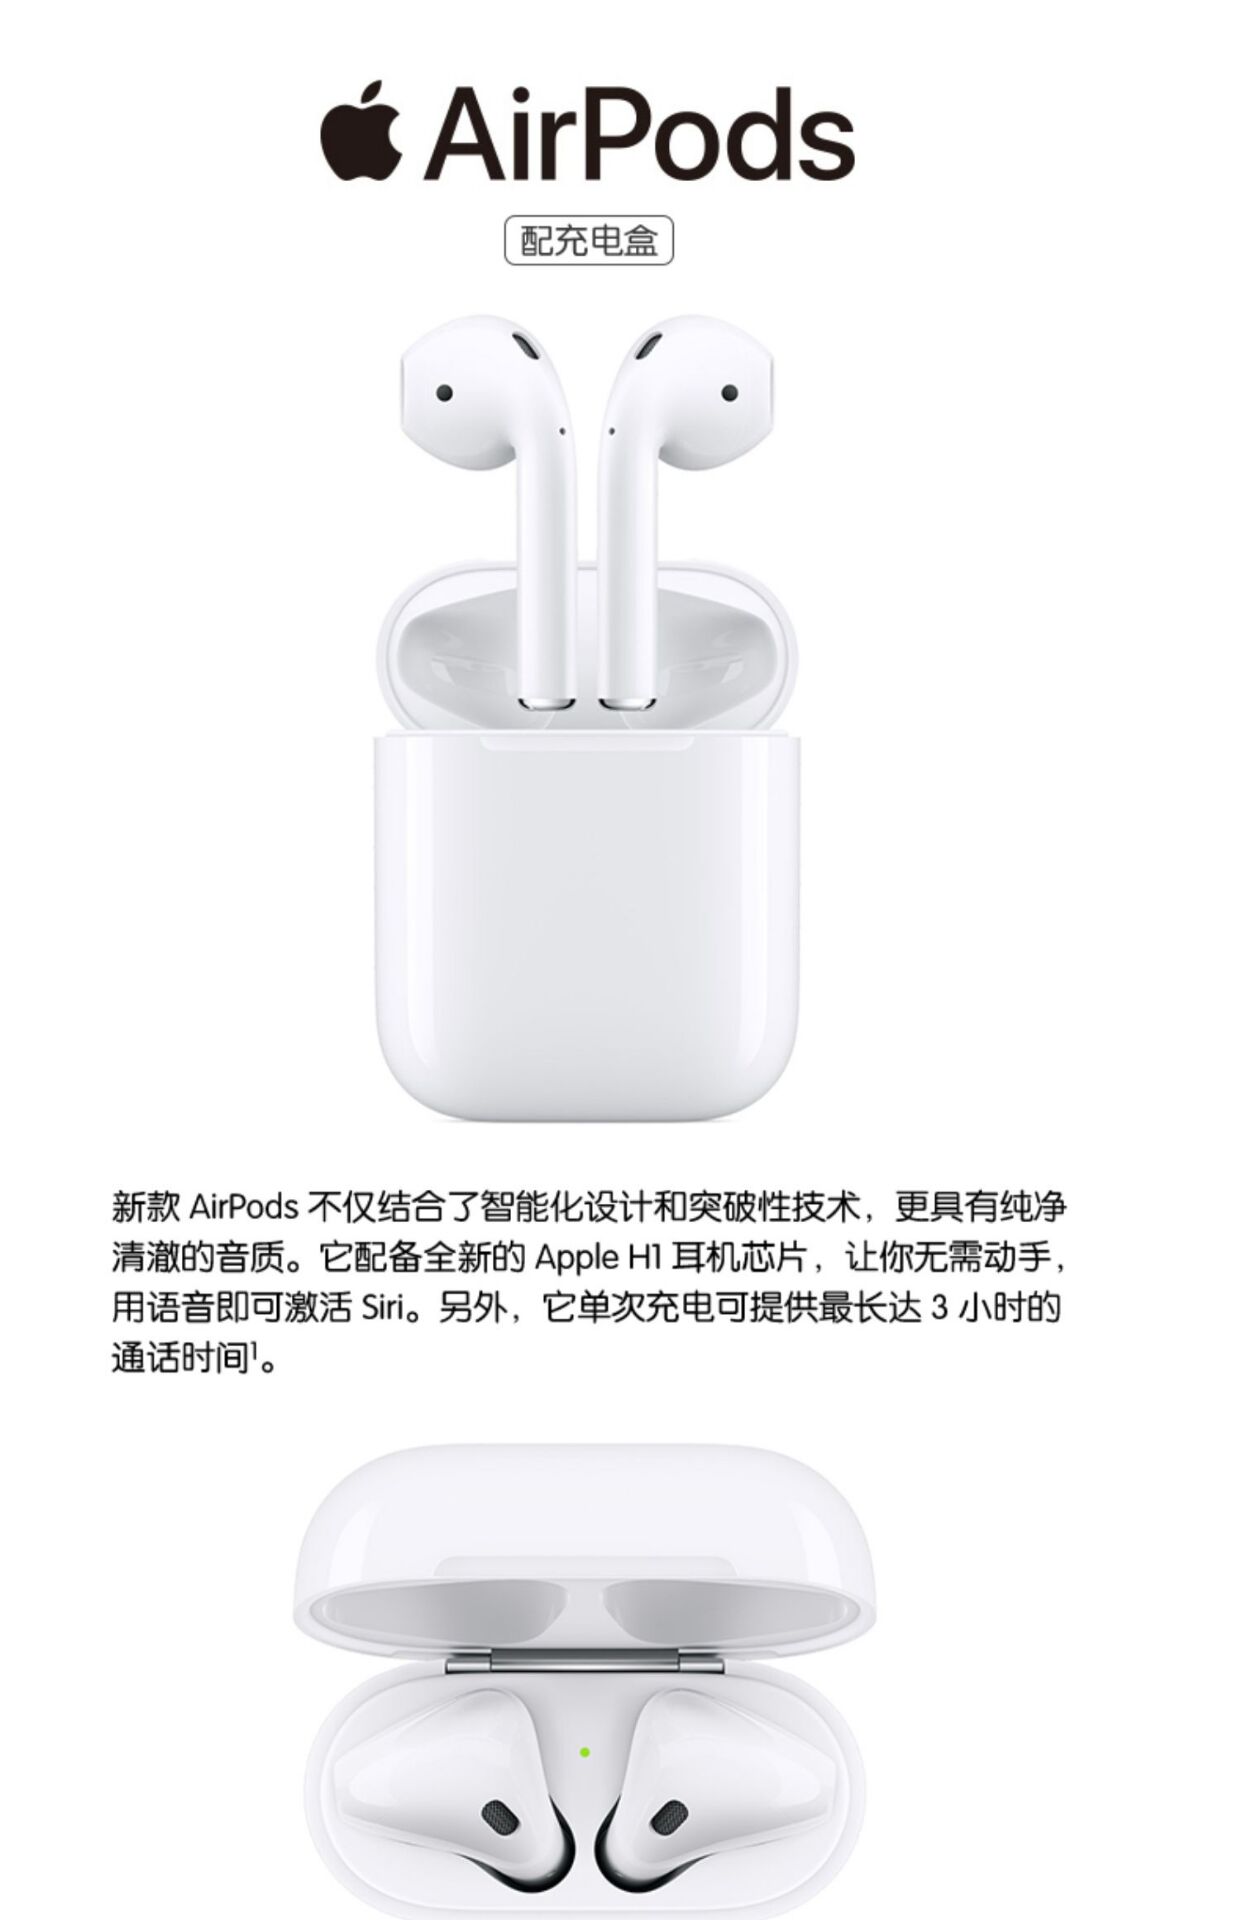 AirPods
配充电盒
新款 AirPods 不仅结合了智能化设计和突破性技术，更具有纯净
清澈的音质。它配备全新的 Apple H1 耳机芯片，让你无需动手，
用语音即可激活 Siri。另外，它单次充电可提供最长达 3 小时的
通话时间¹。